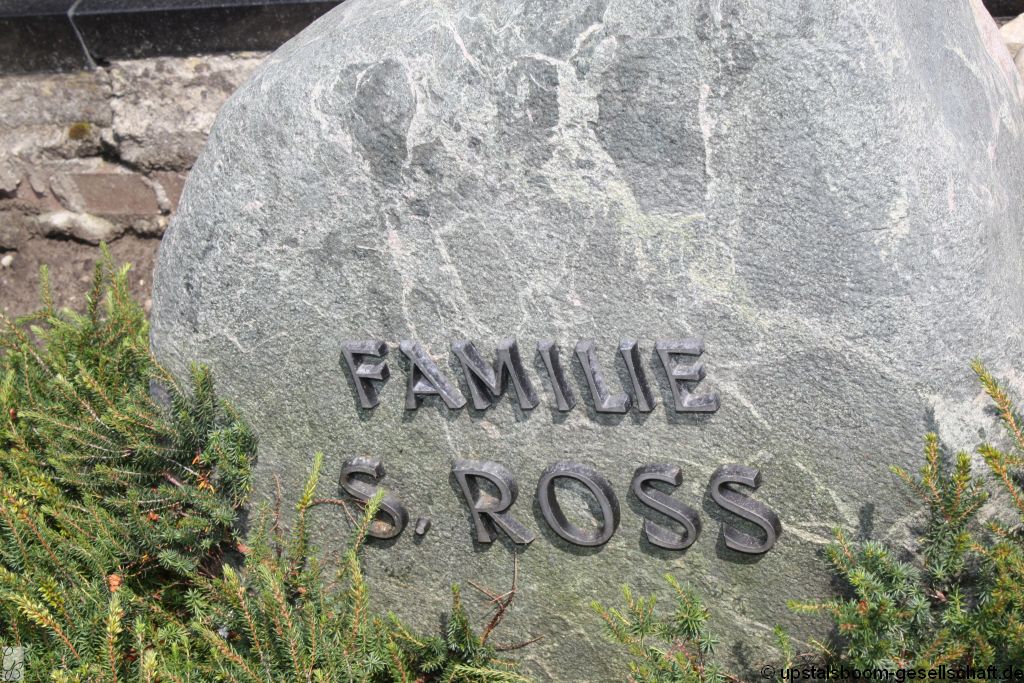 FAMILIE
S. ROSS
© upstalsboom-gesellschaft.de